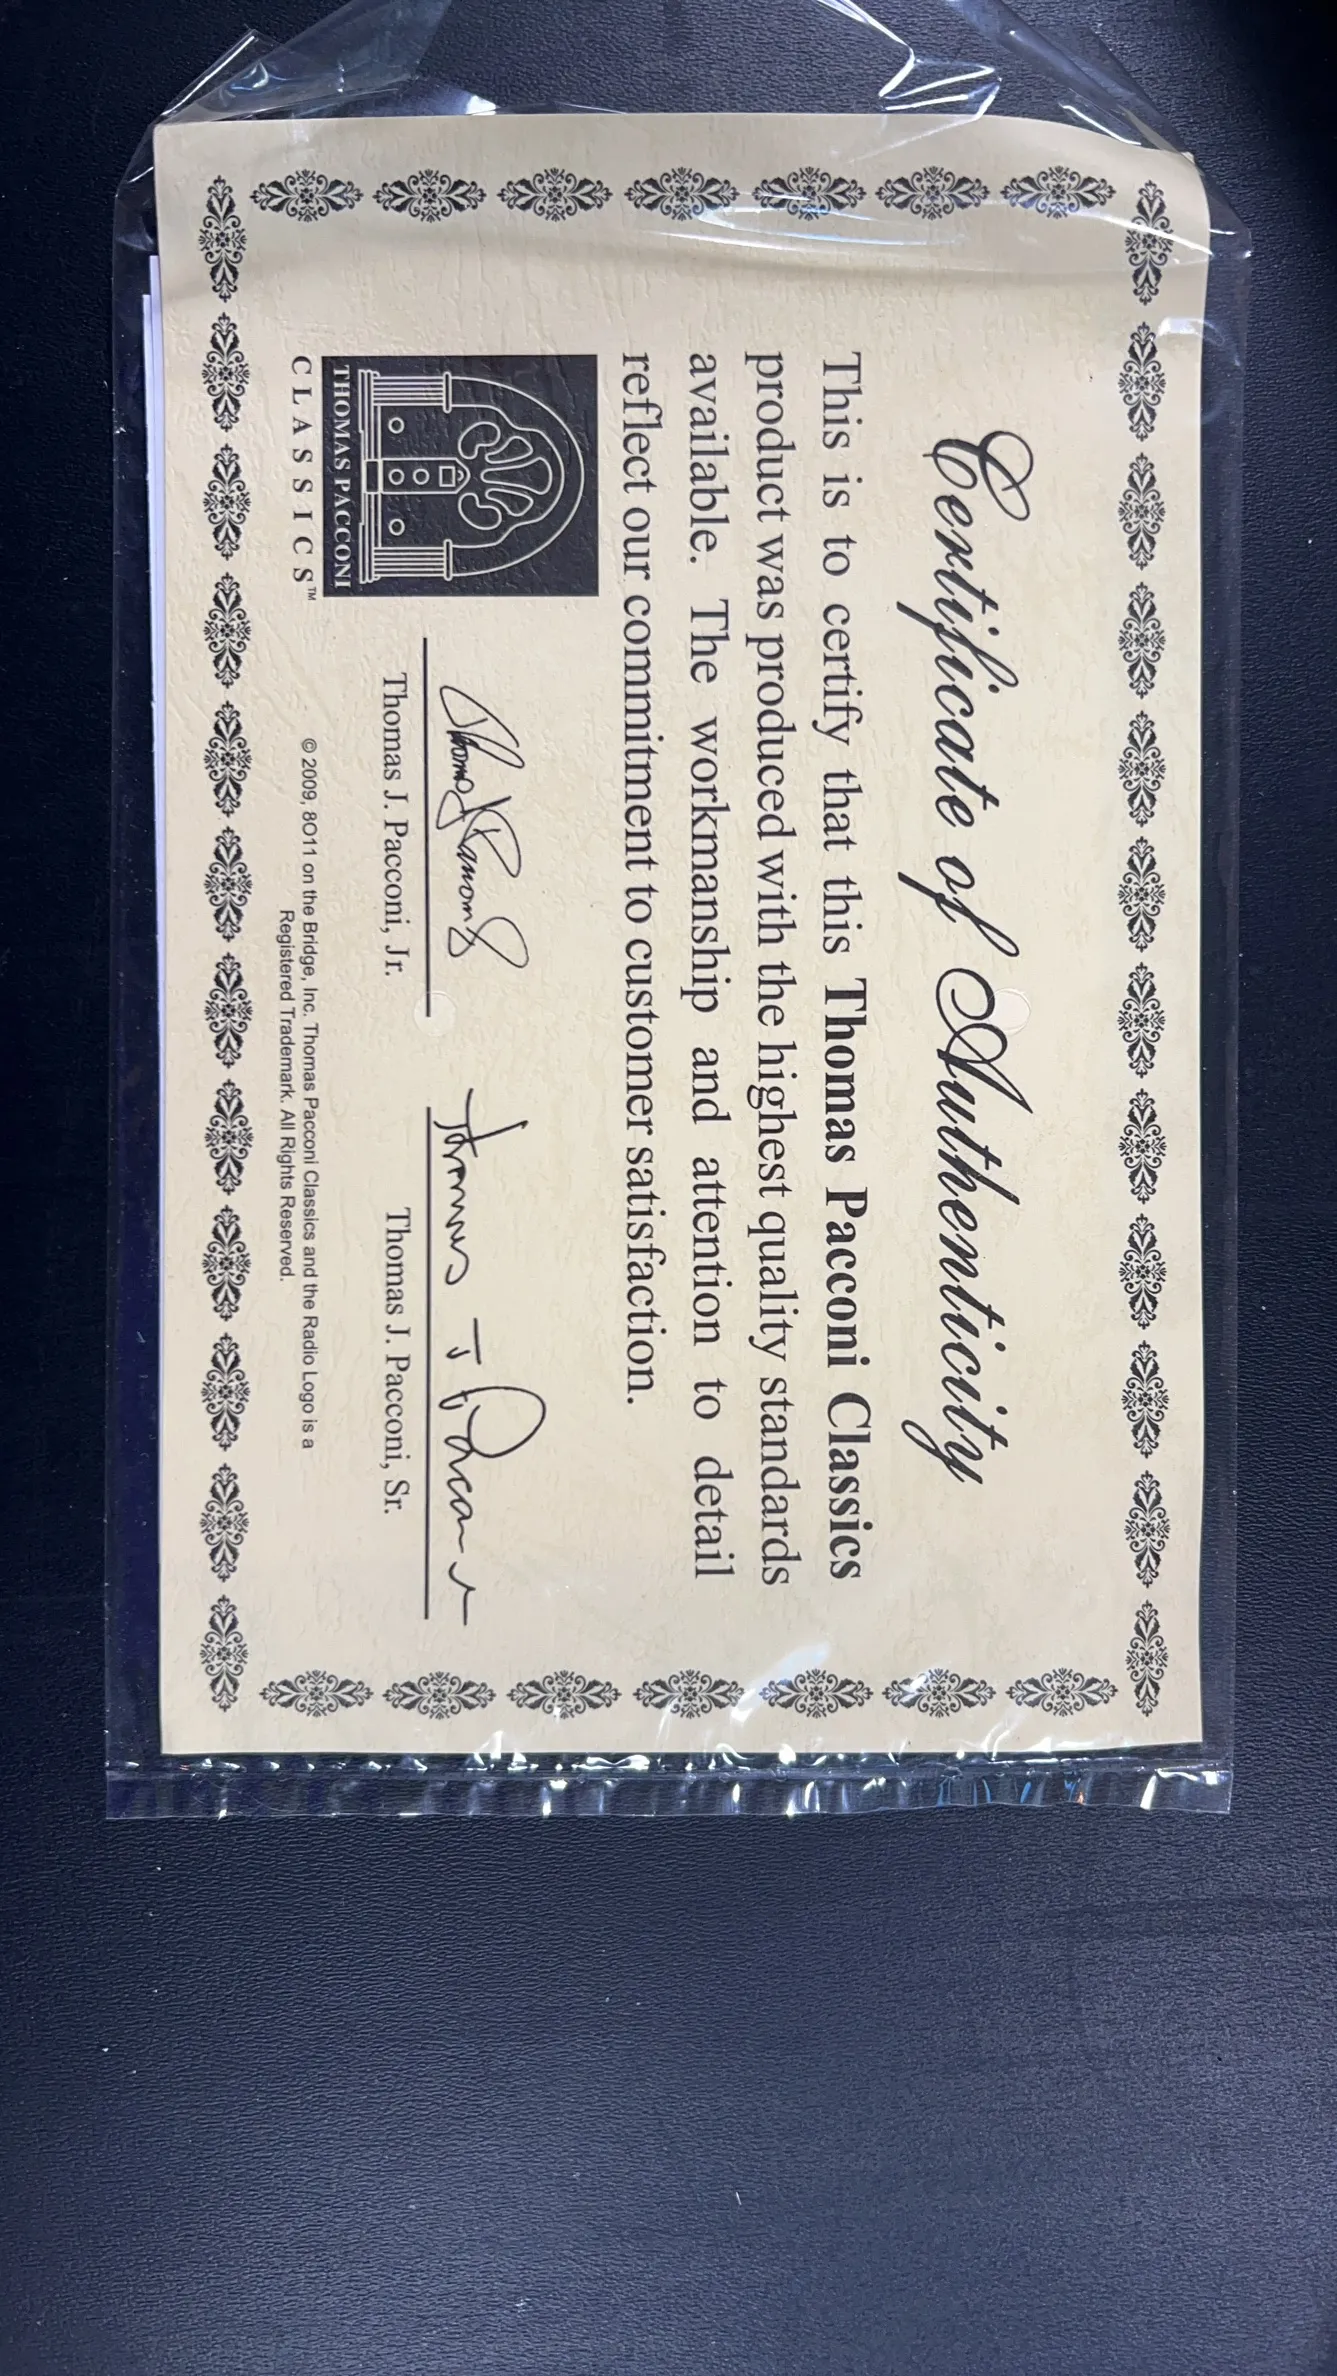 Certificate of Authenticity
This is to certify that this Thomas Pacconi Classics
product was produced with the highest quality standards
available. The workmanship and attention to detail
reflect our commitment to customer satisfaction.
THOMAS PACCONI
CLASSICS™
Thomas J. Pacconi, Jr.
Thomas J. Pacconi, Sr.
© 2009, 8O11 on the Bridge, Inc. Thomas Pacconi Classics and the Radio Logo is a
Registered Trademark. All Rights Reserved.